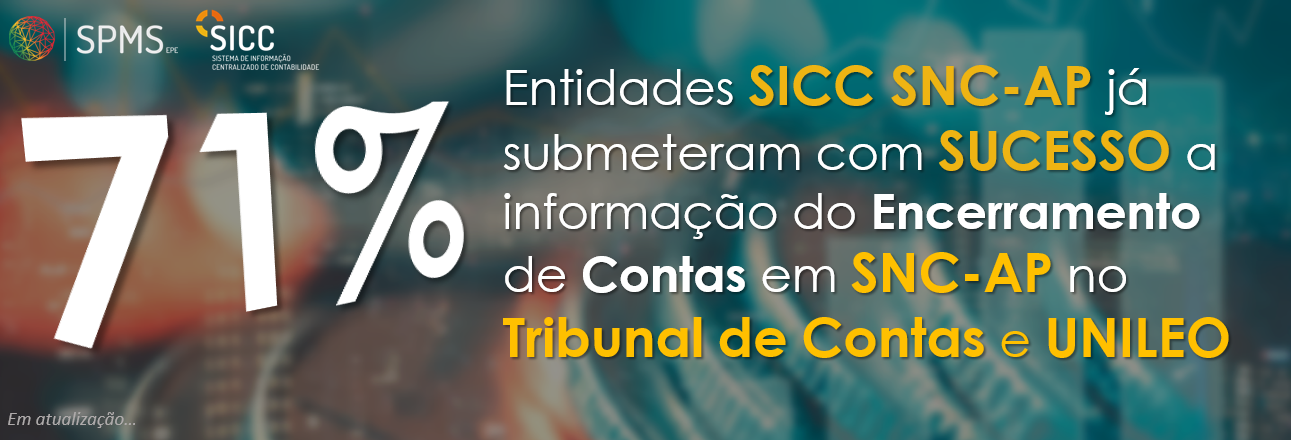 SPMS EPE
SICC
SISTEMA DE INFORMAÇÃO
CENTRALIZADO DE CONTABILIDADE
71%
Entidades SICC SNC-AP já
submeteram com SUCESSO a
informação do Encerramento
de Contas em SNC-AP no
Tribunal de Contas e UNILEO
Em atualização...